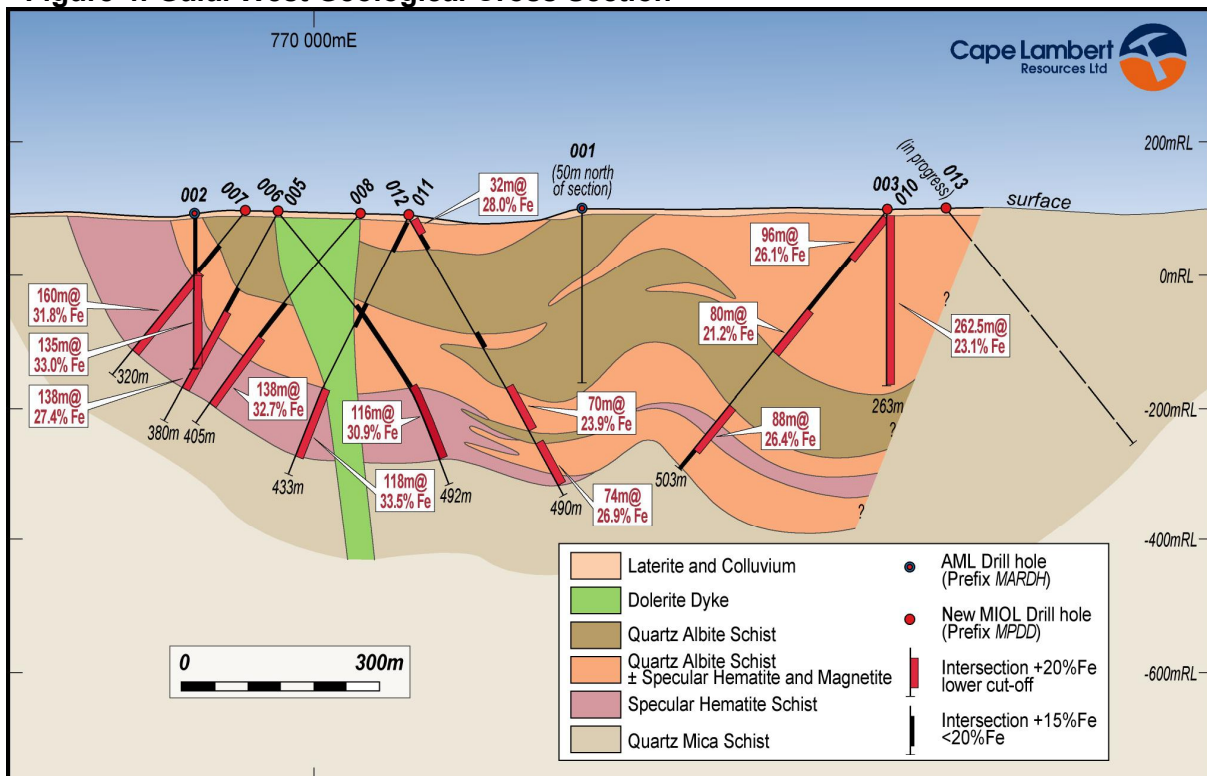 Figure West Geological Cross Section
770 000mE
Cape Lambert
Resources Ltd
200mRL
0mRL
-200mRL
-400mRL
-600mRL
002
007
006
005
008
012
011
32m@
28.0% Fe
001
(50m north
of section)
003
010
(in progress)
013
surface
96m@
26.1% Fe
160m@
31.8% Fe
135m@
33.0% Fe
138m@
27.4% Fe
80m@
21.2% Fe
262.5m@
23.1% Fe
320m
380m
405m
138m@
32.7% Fe
116m@
30.9% Fe
70m@
23.9% Fe
88m@
26.4% Fe
263m
433m
118m@
33.5% Fe
492m
490m
74m@
26.9% Fe
503m
?
?
?
?
0 300m
Laterite and Colluvium
Dolerite Dyke
Quartz Albite Schist
Quartz Albite Schist
± Specular Hematite and Magnetite
Specular Hematite Schist
Quartz Mica Schist
AML Drill hole
(Prefix MARDH)
New MIOL Drill hole
(Prefix MPDD)
Intersection +20%Fe
lower cut-off
Intersection +15%Fe
<20%Fe